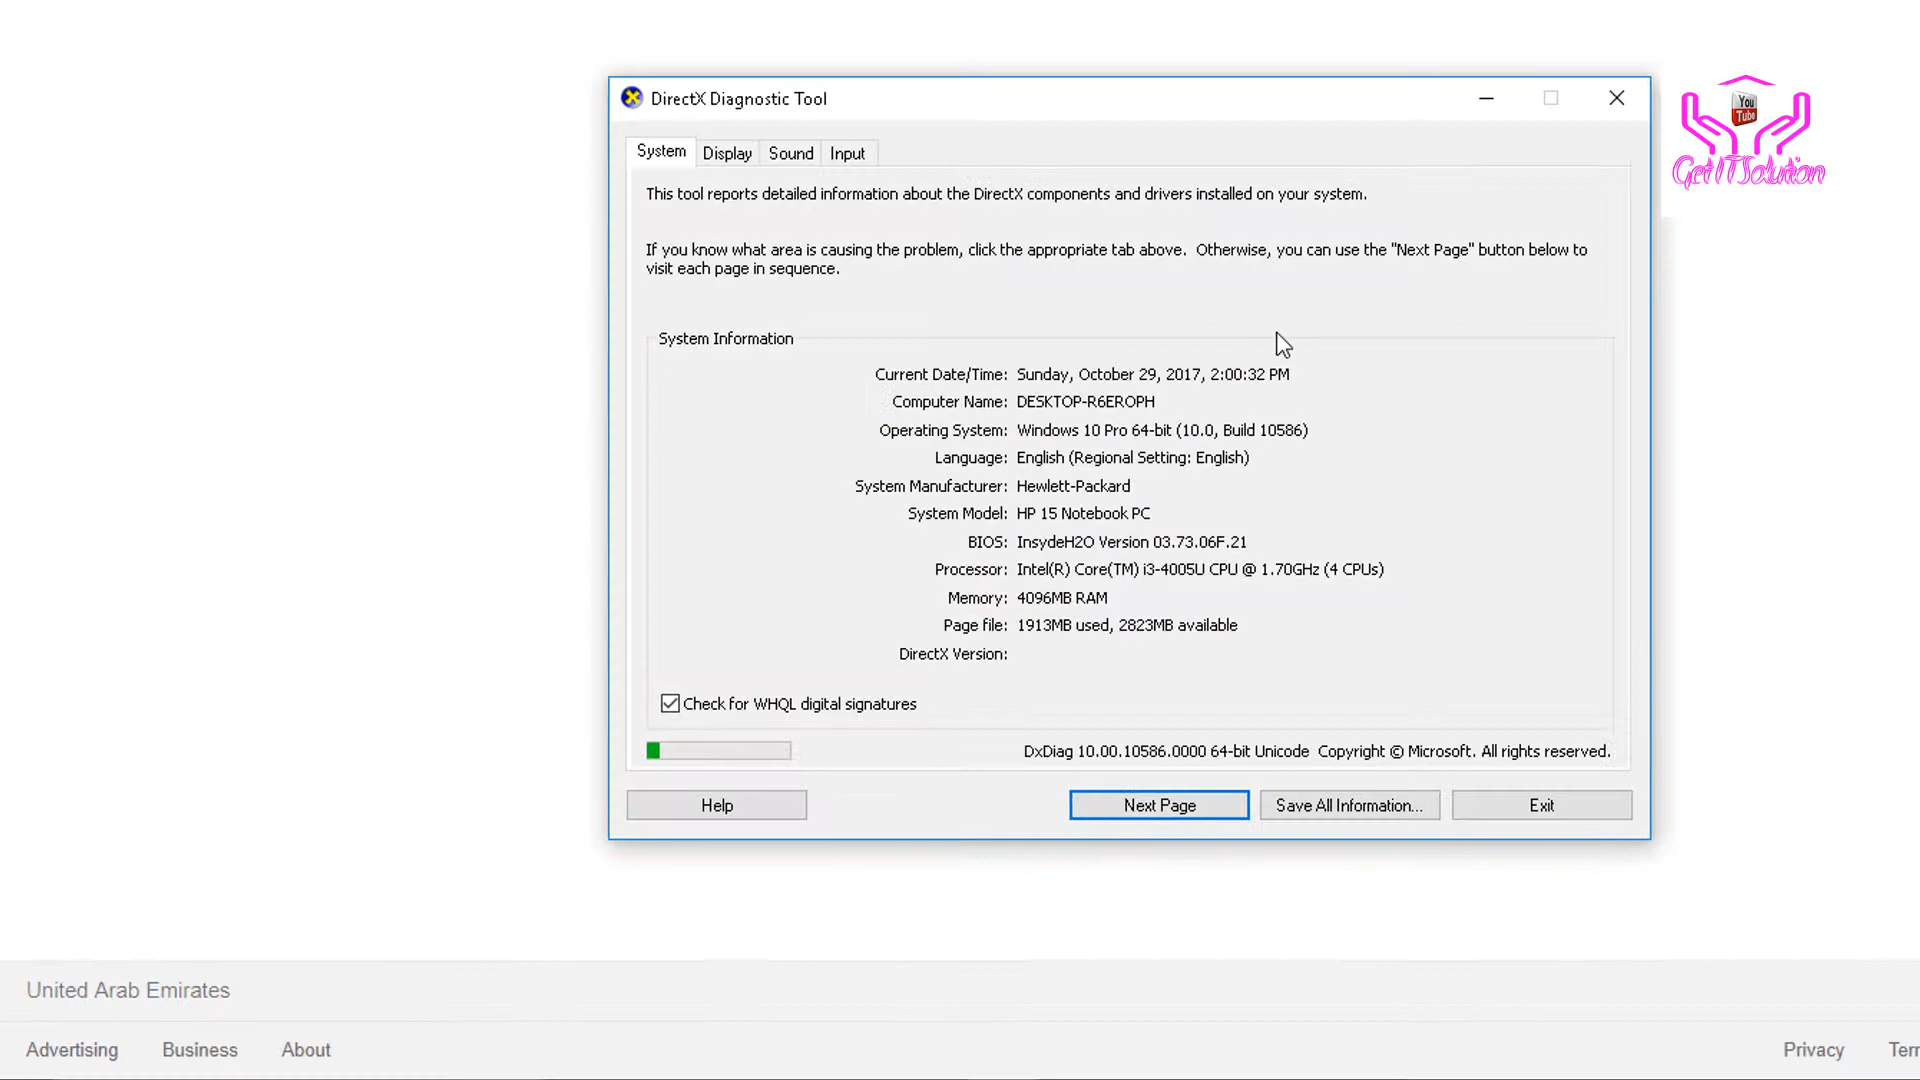 DirectX Diagnostic Tool
System Display Sound Input
You
Tube
Get IT Solution
This tool reports detailed information about the DirectX components and drivers installed on your system.
If you know what area is causing the problem, click the appropriate tab above. Otherwise, you can use the "Next Page" button below to
visit each page in sequence.
System Information
Current Date/Time: Sunday, October 29, 2017, 2:00:32 PM
Computer Name: DESKTOP-R6EROPH
Operating System: Windows 10 Pro 64-bit (10.0, Build 10586)
Language: English (Regional Setting: English)
System Manufacturer: Hewlett-Packard
System Model: HP 15 Notebook PC
BIOS: InsydeH2O Version 03.73.06F.21
Processor: Intel(R) Core(TM) i3-4005U CPU @ 1.70GHz (4 CPUs)
Memory: 4096MB RAM
Page file: 1913MB used, 2823MB available
DirectX Version:
Check for WHQL digital signatures
DxDiag 10.00.10586.0000 64-bit Unicode Copyright © Microsoft. All rights reserved.
Help Next Page Save All Information... Exit
United Arab Emirates
Advertising Business About Privacy Terr